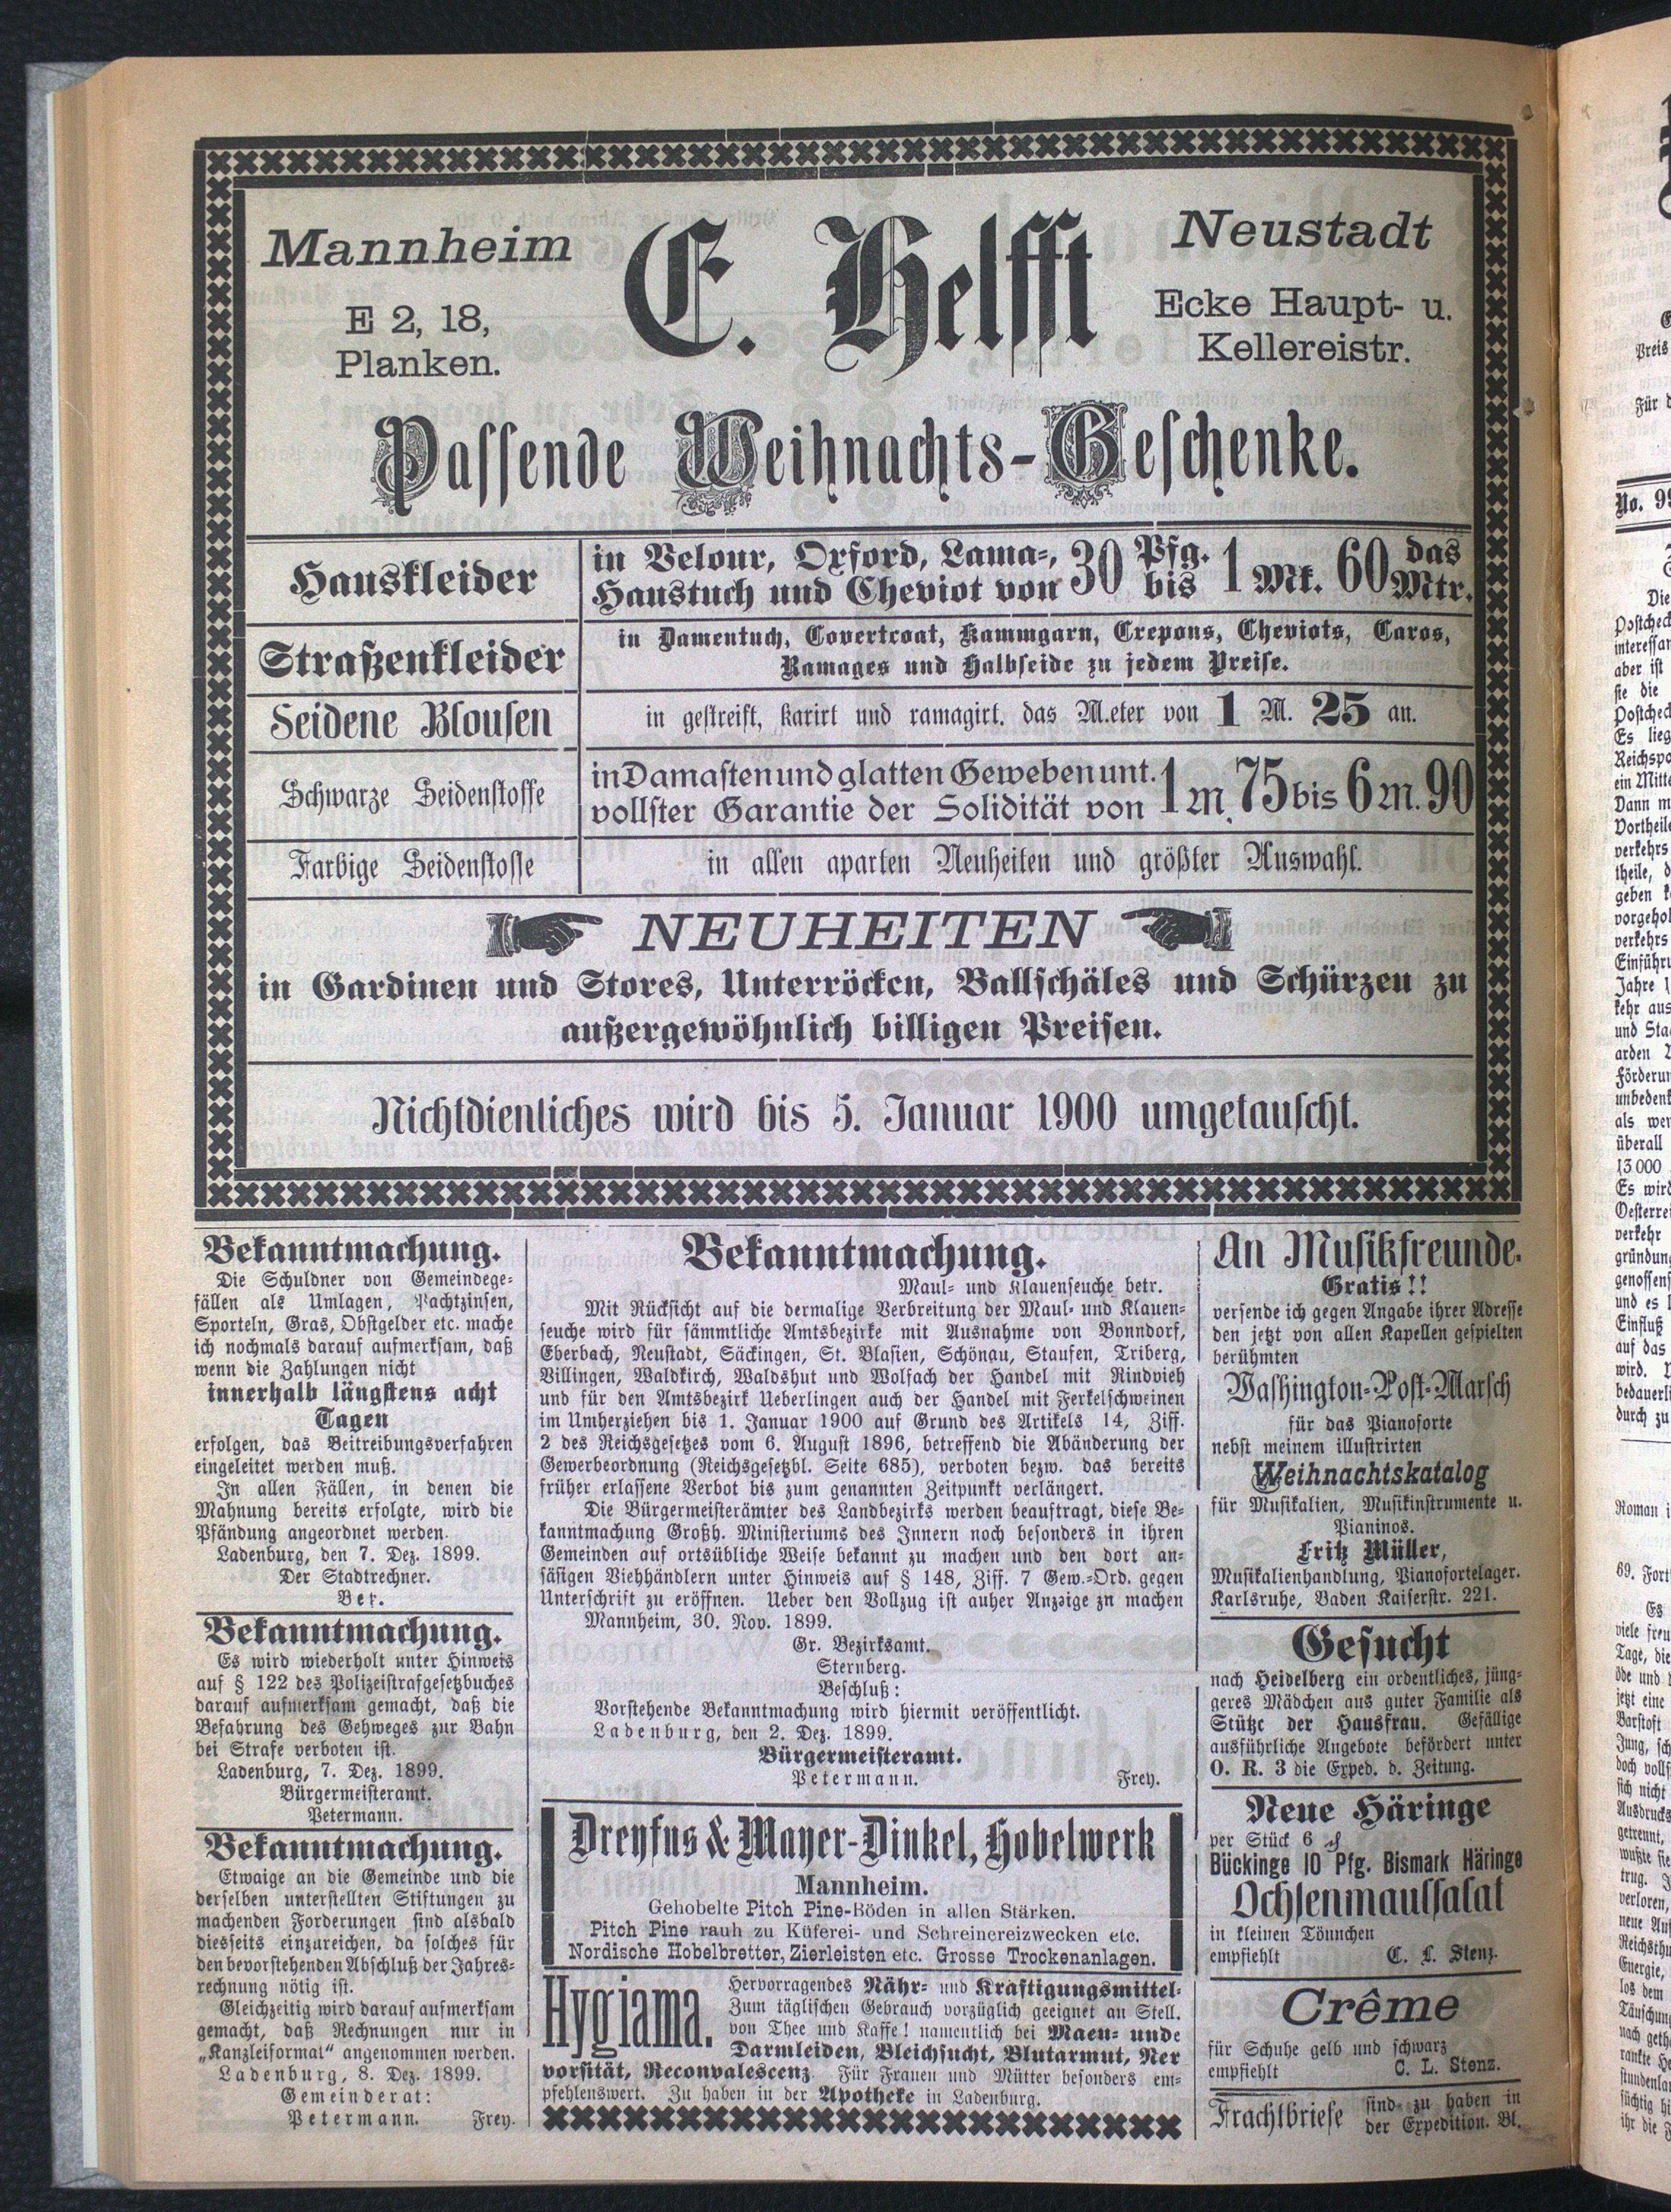 Mannheim
E 2, 18,
Planken.
E. Helfft
Neustadt
Ecke Haupt- u.
Kellereistr.
Passende Weihnachts-Geschenke.
Hauskleider
in Velour, Oxford, Lama-,
Haustuch und Cheviot von 30 Pfg. bis 1 Mk. 60 das Mtr.
Straßenkleider
in Damentuch, Covertcoat, Kammgarn, Crepons, Cheviots, Caros,
Ramages und Halbseide zu jedem Preise.
Seidene Blousen
in gestreift, karirt und ramagirt. das M.eter von 1 M. 25 an.
Schwarze Seidenstoffe
in Damasten und glatten Geweben unt.
vollster Garantie der Solidität von 1 m. 75 bis 6 m. 90
Farbige Seidenstoffe
in allen aparten Neuheiten und größter Auswahl.
NEUHEITEN
in Gardinen und Stores, Unterröcken, Ballschäles und Schürzen zu
außergewöhnlich billigen Preisen.
Nichtdienliches wird bis 5. Januar 1900 umgetauscht.
Bekanntmachung.
Die Schuldner von Gemeindege-
fällen als Umlagen, Pachtzinsen,
Sporteln, Gras, Obstgelder etc. mache
ich nochmals darauf aufmerksam, daß
wenn die Zahlungen nicht
innerhalb längstens acht
Tagen
erfolgen, das Beitreibungsverfahren
eingeleitet werden muß.
In allen Fällen, in denen die
Mahnung bereits erfolgte, wird die
Pfändung angeordnet werden.
Ladenburg, den 7. Dez. 1899.
Der Stadtrechner.
Bekanntmachung.
Es wird wiederholt unter Hinweis
auf § 122 des Polizeistrafgesetzbuches
darauf aufmerksam gemacht, daß die
Befahrung des Gehweges zur Bahn
bei Strafe verboten ist.
Ladenburg, 7. Dez. 1899.
Bürgermeisteramt.
Petermann.
Bekanntmachung.
Etwaige an die Gemeinde und die
derselben unterstellten Stiftungen zu
machenden Forderungen sind alsbald
diesseits einzureichen, da solches für
den bevorstehenden Abschluß der Jahres-
rechnung nötig ist.
Gleichzeitig wird darauf aufmerksam
gemacht, daß Rechnungen nur in
„Kanzleiformat“ angenommen werden.
Ladenburg, 8. Dez. 1899.
Gemeinderat:
Petermann. Frey.
Bekanntmachung.
Maul- und Klauenseuche betr.
Mit Rücksicht auf die dermalige Verbreitung der Maul- und Klauen-
seuche wird für sämmtliche Amtsbezirke mit Ausnahme von Bonndorf,
Eberbach, Neustadt, Säckingen, St. Blasien, Schönau, Staufen, Triberg,
Villingen, Waldkirch, Waldshut und Wolfach der Handel mit Rindvieh
und für den Amtsbezirk Ueberlingen auch der Handel mit Ferkelschweinen
im Umherziehen bis 1. Januar 1900 auf Grund des Artikels 14, Ziff.
2 des Reichsgesetzes vom 6. August 1896, betreffend die Abänderung der
Gewerbeordnung (Reichsgesetzbl. Seite 685), verboten bezw. das bereits
früher erlassene Verbot bis zum genannten Zeitpunkt verlängert.
Die Bürgermeisterämter des Landbezirks werden beauftragt, diese Be-
kanntmachung Großh. Ministeriums des Innern noch besonders in ihren
Gemeinden auf ortsübliche Weise bekannt zu machen und den dort an-
säsigen Viehhändlern unter Hinweis auf § 148, Ziff. 7 Gew.-Ord. gegen
Unterschrift zu eröffnen. Ueber den Vollzug ist auher Anzeige zn machen
Mannheim, 30. Nov. 1899.
Gr. Bezirksamt.
Sternberg.
Beschluß:
Vorstehende Bekanntmachung wird hiermit veröffentlicht.
Ladenburg, den 2. Dez. 1899.
Bürgermeisteramt.
Petermann. Frey.
Dreyfus & Mayer-Dinkel, Hobelwerk
Mannheim.
Gehobelte Pitch Pine-Böden in allen Stärken.
Pitch Pine rauh zu Küferei- und Schreinereizwecken etc.
Nordische Hobelbretter, Zierleisten etc. Grosse Trockenanlagen.
Hygiama.
Hervorragendes Nähr- und Kräftigungsmittel-
Zum täglichen Gebrauch vorzüglich geeignet an Stell.
von Thee und Kaffe! namentlich bei Maen- unde
Darmleiden, Bleichsucht, Blutarmut, Ner
vorsität, Reconvalescenz Für Frauen und Mütter besonders em-
pfehlenswert. Zu haben in der Apotheke in Ladenburg.
An Musikfreunde.
Gratis!!
versende ich gegen Angabe ihrer Adresse
den jetzt von allen Kapellen gespielten
berühmten
Washington-Post-Marsch
für das Pianoforte
nebst meinem illustrirten
Weihnachtskatalog
für Musikalien, Musikinstrumente u.
Pianinos.
Fritz Müller,
Musikalienhandlung, Pianofortelager.
Karlsruhe, Baden Kaiserstr. 221.
Gesucht
nach Heidelberg ein ordentliches, jüng-
geres Mädchen aus guter Familie als
Stütze der Hausfrau. Gefällige
ausführliche Angebote befördert unter
O. R. 3 die Exped. d. Zeitung.
Neue Häringe
per Stück 6 ₰
Bückinge 10 Pfg. Bismark Häringe
Ochsenmaulsalat
in kleinen Tönnchen
empfiehlt C. L. Stenz.
Crême
für Schuhe gelb und schwarz
empfiehlt C. L. Stenz.
Frachtbriefe sind zu haben in
der Expedition. Bl.
No. 99